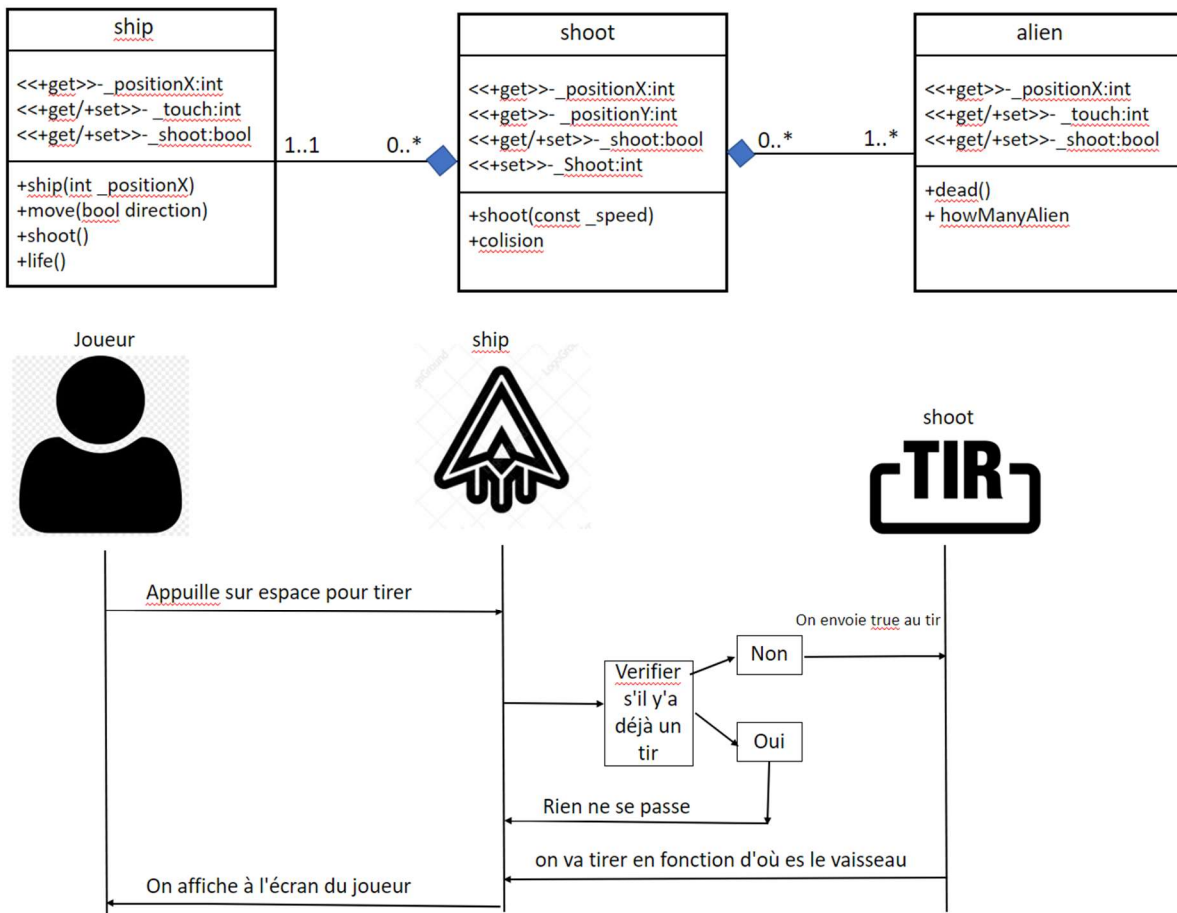 ship
<<+get>>-_positionX:int
<<+get/+set>>- _touch:int
<<+get/+set>>-_shoot:bool
+ship(int _positionX)
+move(bool direction)
+shoot()
+life()
1..1
0..*
shoot
<<+get>>-_positionX:int
<<+get>>-_positionY:int
<<+get/+set>>-_shoot:bool
<<+set>>-_Shoot:int
+shoot(const _speed)
+colision
0..*
1..*
alien
<<+get>>-_positionX:int
<<+get/+set>>-_touch:int
<<+get/+set>>-_shoot:bool
+dead()
+ howManyAlien
Joueur
ship
LogoGround
shoot
TIR
Appuille sur espace pour tirer
On envoie true au tir
Non
Verifier
s'il y'a
déjà un
tir
Oui
Rien ne se passe
on va tirer en fonction d'où es le vaisseau
On affiche à l'écran du joueur